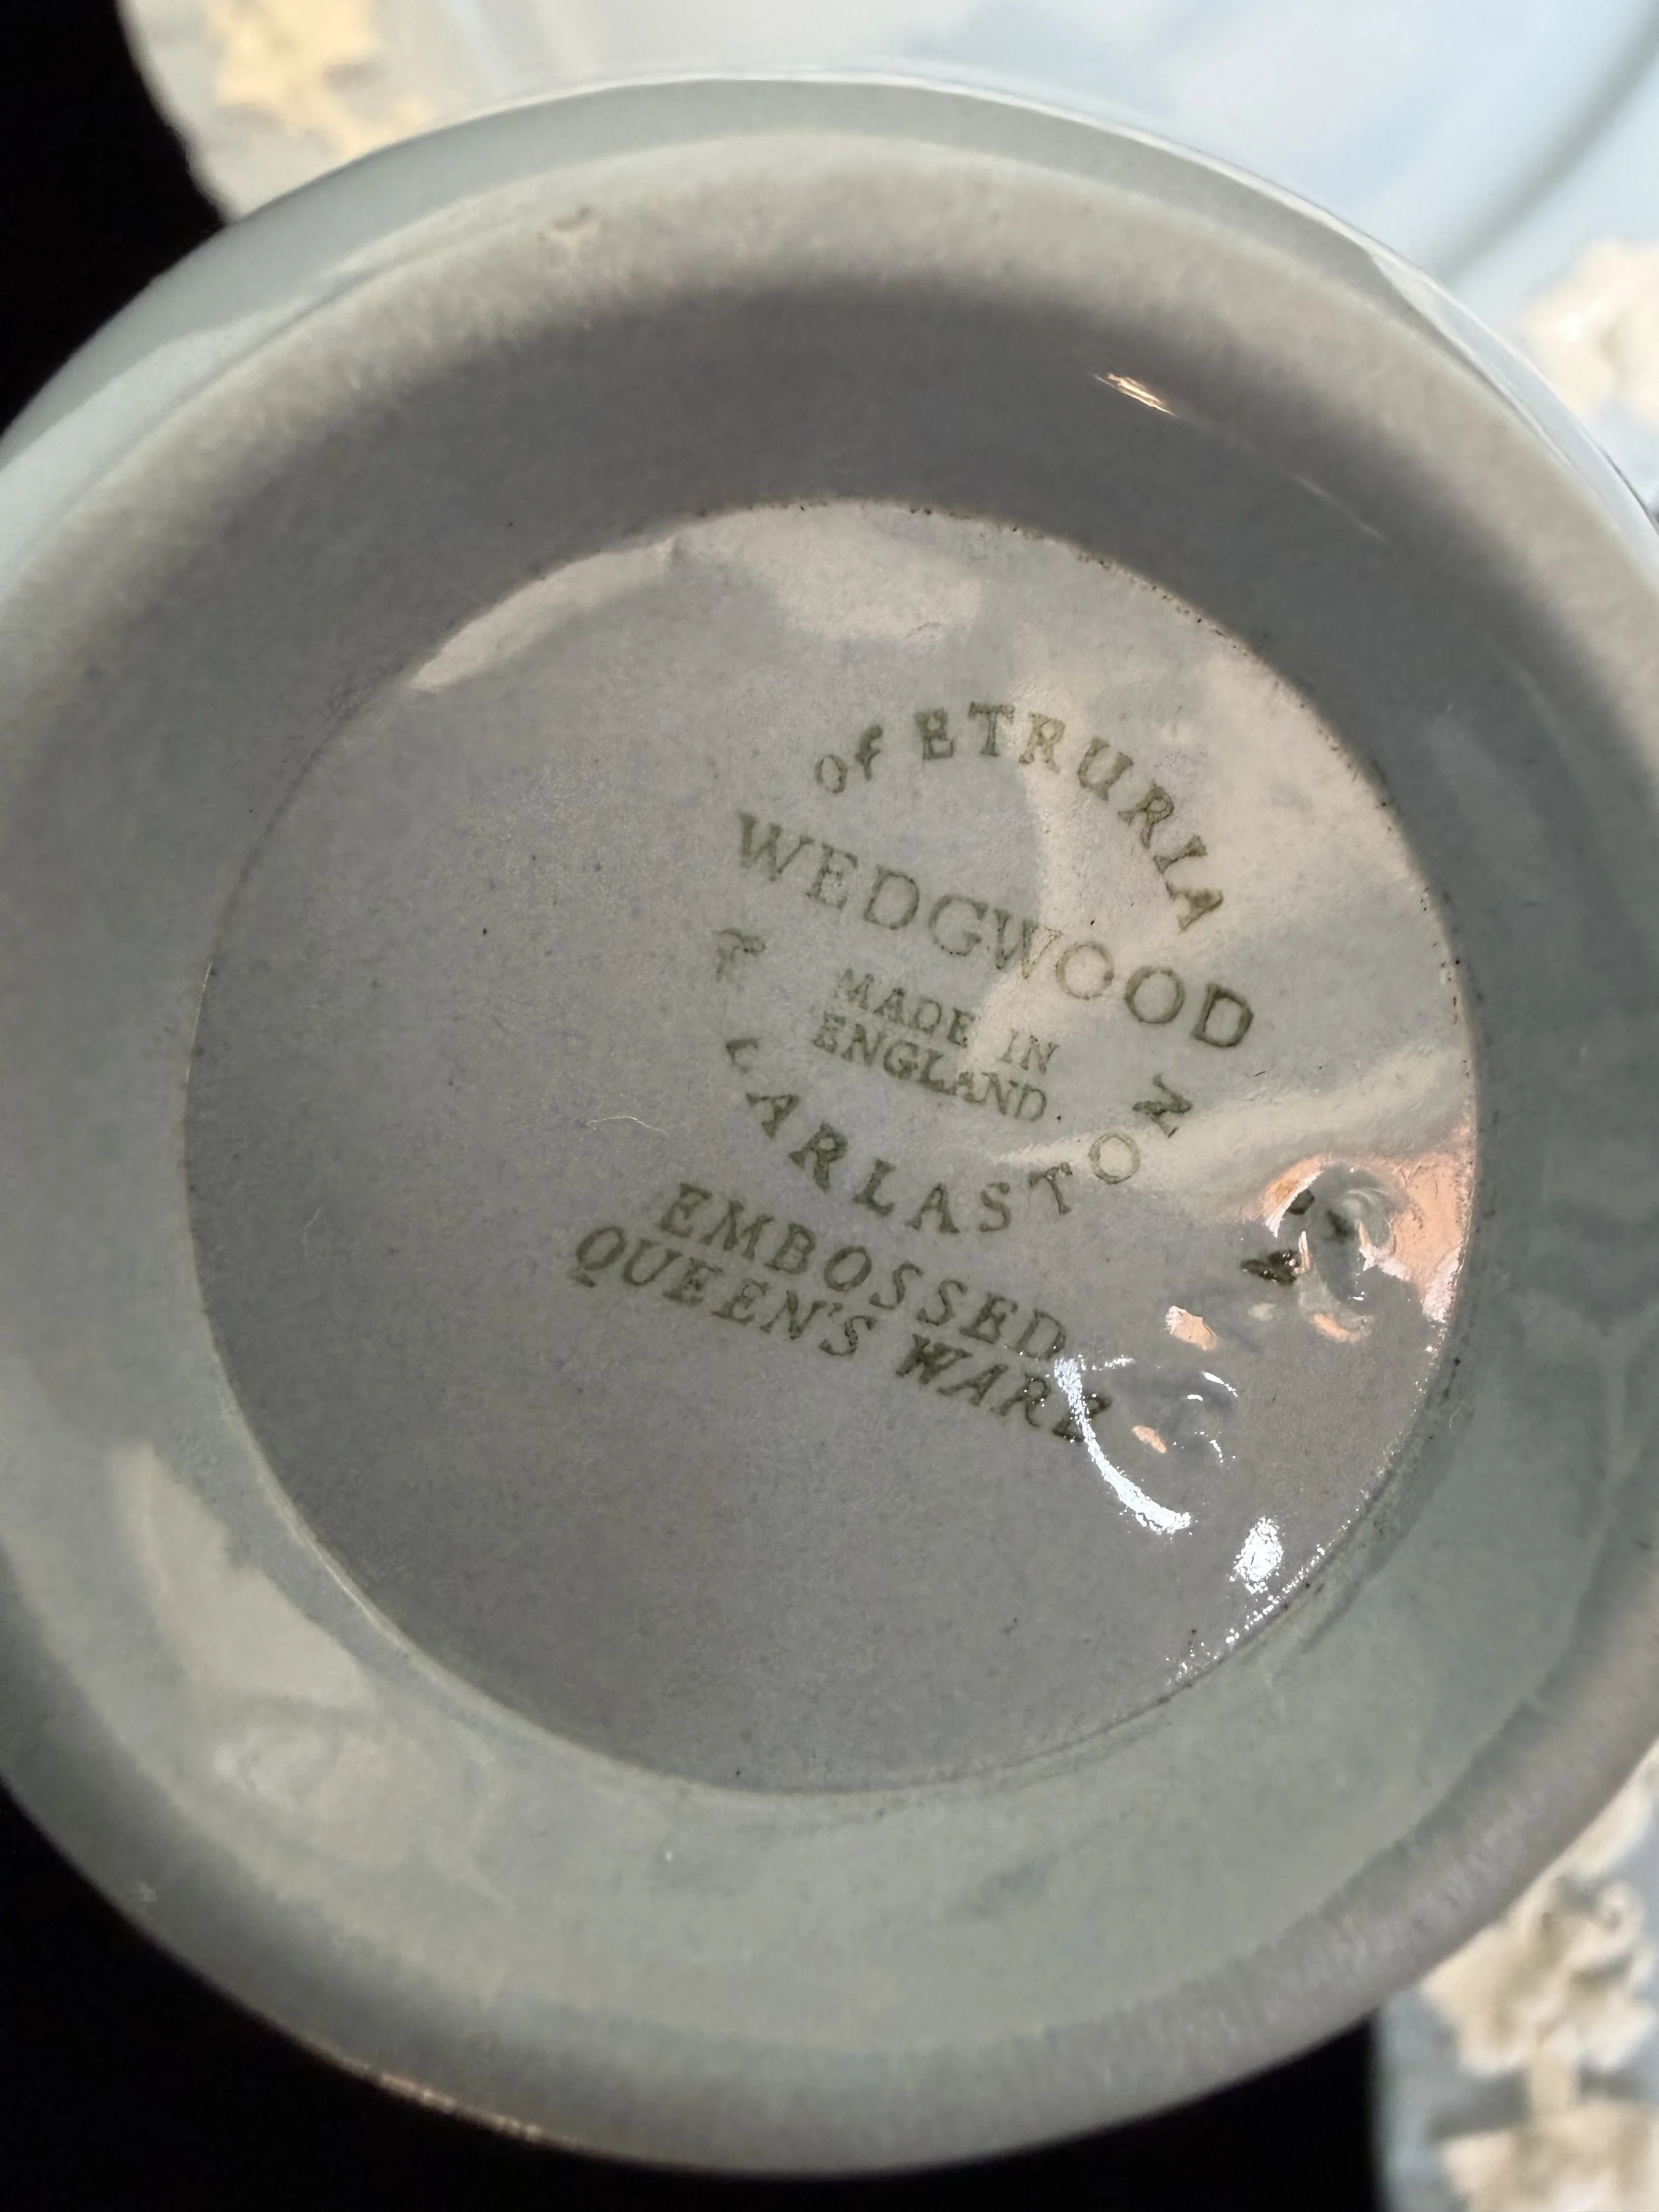 of ETRURIA
WEDGWOOD
&
MADE IN
ENGLAND
BARLASTON
EMBOSSED
QUEEN'S WARE